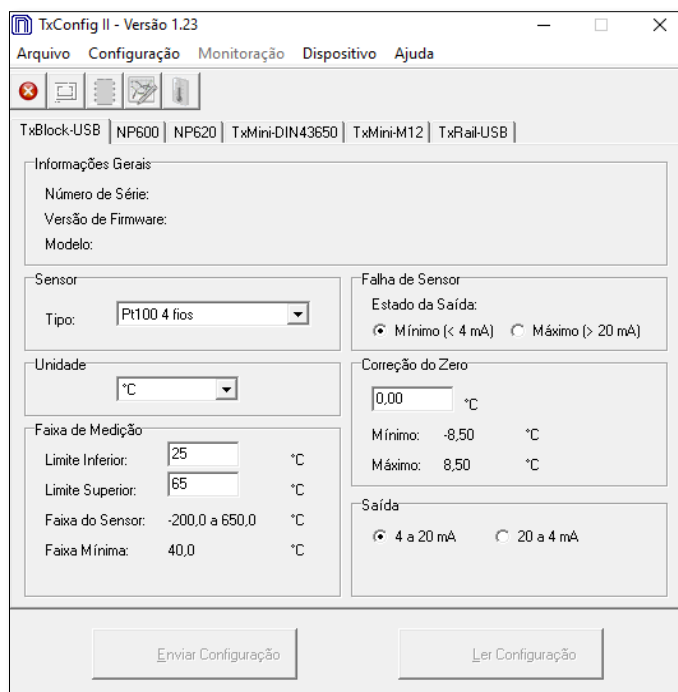 TxConfig II - Versão 1.23
Arquivo Configuração Monitoração Dispositivo Ajuda
TxBlock-USB NP600 NP620 TxMini-DIN43650 TxMini-M12 TxRail-USB
Informações Gerais
Número de Série:
Versão de Firmware:
Modelo:
Sensor
Tipo: Pt100 4 fios
Falha de Sensor
Estado da Saída:
Mínimo (< 4 mA) Máximo (> 20 mA)
Unidade
°C
Correção do Zero
0,00 °C
Mínimo: -8,50 °C
Máximo: 8,50 °C
Faixa de Medição
Limite Inferior: 25 °C
Limite Superior: 65 °C
Faixa do Sensor: -200,0 a 650,0 °C
Faixa Mínima: 40,0 °C
Saída
4 a 20 mA 20 a 4 mA
Enviar Configuração Ler Configuração